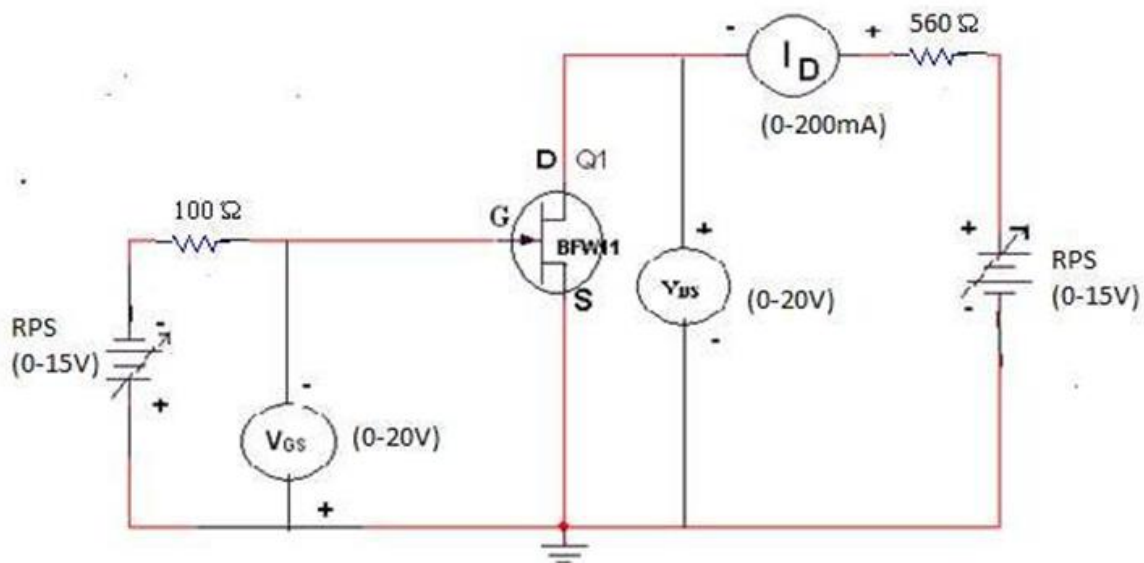 560 Ω
- I D +
(0-200mA)
D Q1
100 Ω
G
BFW11
S
+
VDS
(0-20V)
-
+
RPS
(0-15V)
-
RPS
(0-15V)
-
+
-
VGS
(0-20V)
+